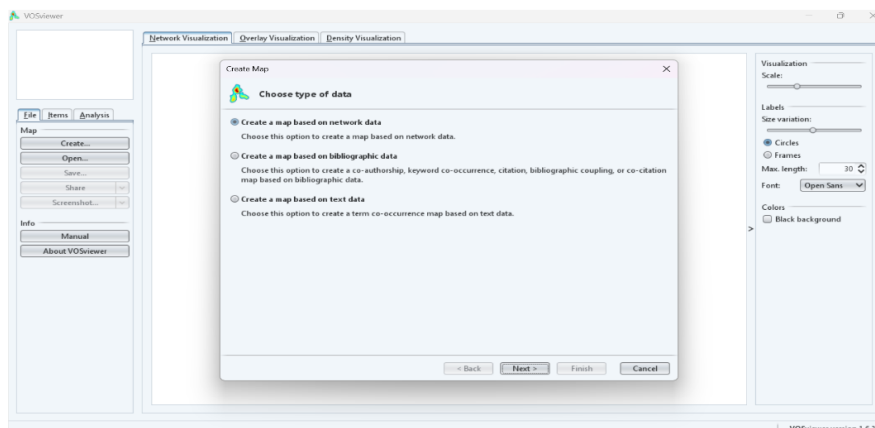 VOSviewer
Network Visualization Overlay Visualization Density Visualization
File Items Analysis
Map
Create...
Open...
Save...
Share
Screenshot...
Info
Manual
About VOSviewer
Create Map
Choose type of data
Create a map based on network data
Choose this option to create a map based on network data.
Create a map based on bibliographic data
Choose this option to create a co-authorship, keyword co-occurrence, citation, bibliographic coupling, or co-citation
map based on bibliographic data.
Create a map based on text data
Choose this option to create a term co-occurrence map based on text data.
< Back Next > Finish Cancel
Visualization
Scale:
Labels
Size variation:
Circles
Frames
Max. length: 30
Font: Open Sans
Colors
Black background
>
VOSviewer version